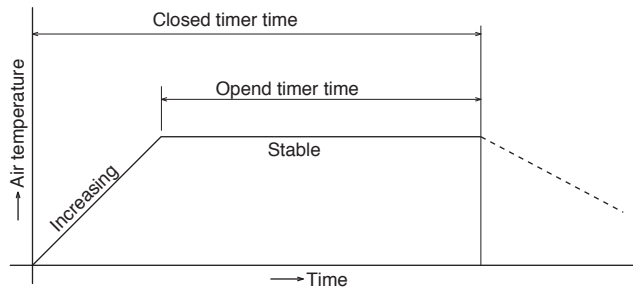 Closed timer time
Opend timer time
Air temperature
Increasing
Stable
Time